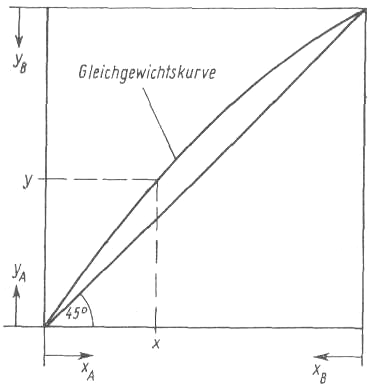 y_B
Gleichgewichtskurve
y
y_A
45°
x
x_A
x_B